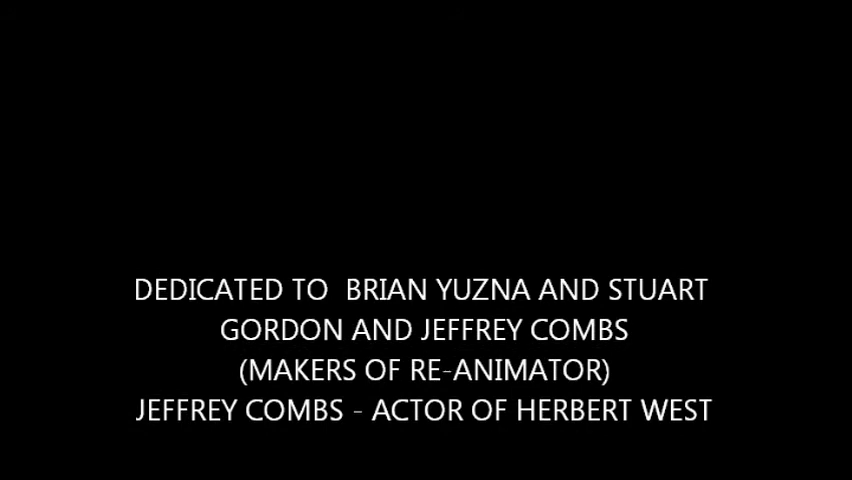 DEDICATED TO  BRIAN YUZNA AND STUART
GORDON AND JEFFREY COMBS
(MAKERS OF RE-ANIMATOR)
JEFFREY COMBS - ACTOR OF HERBERT WEST